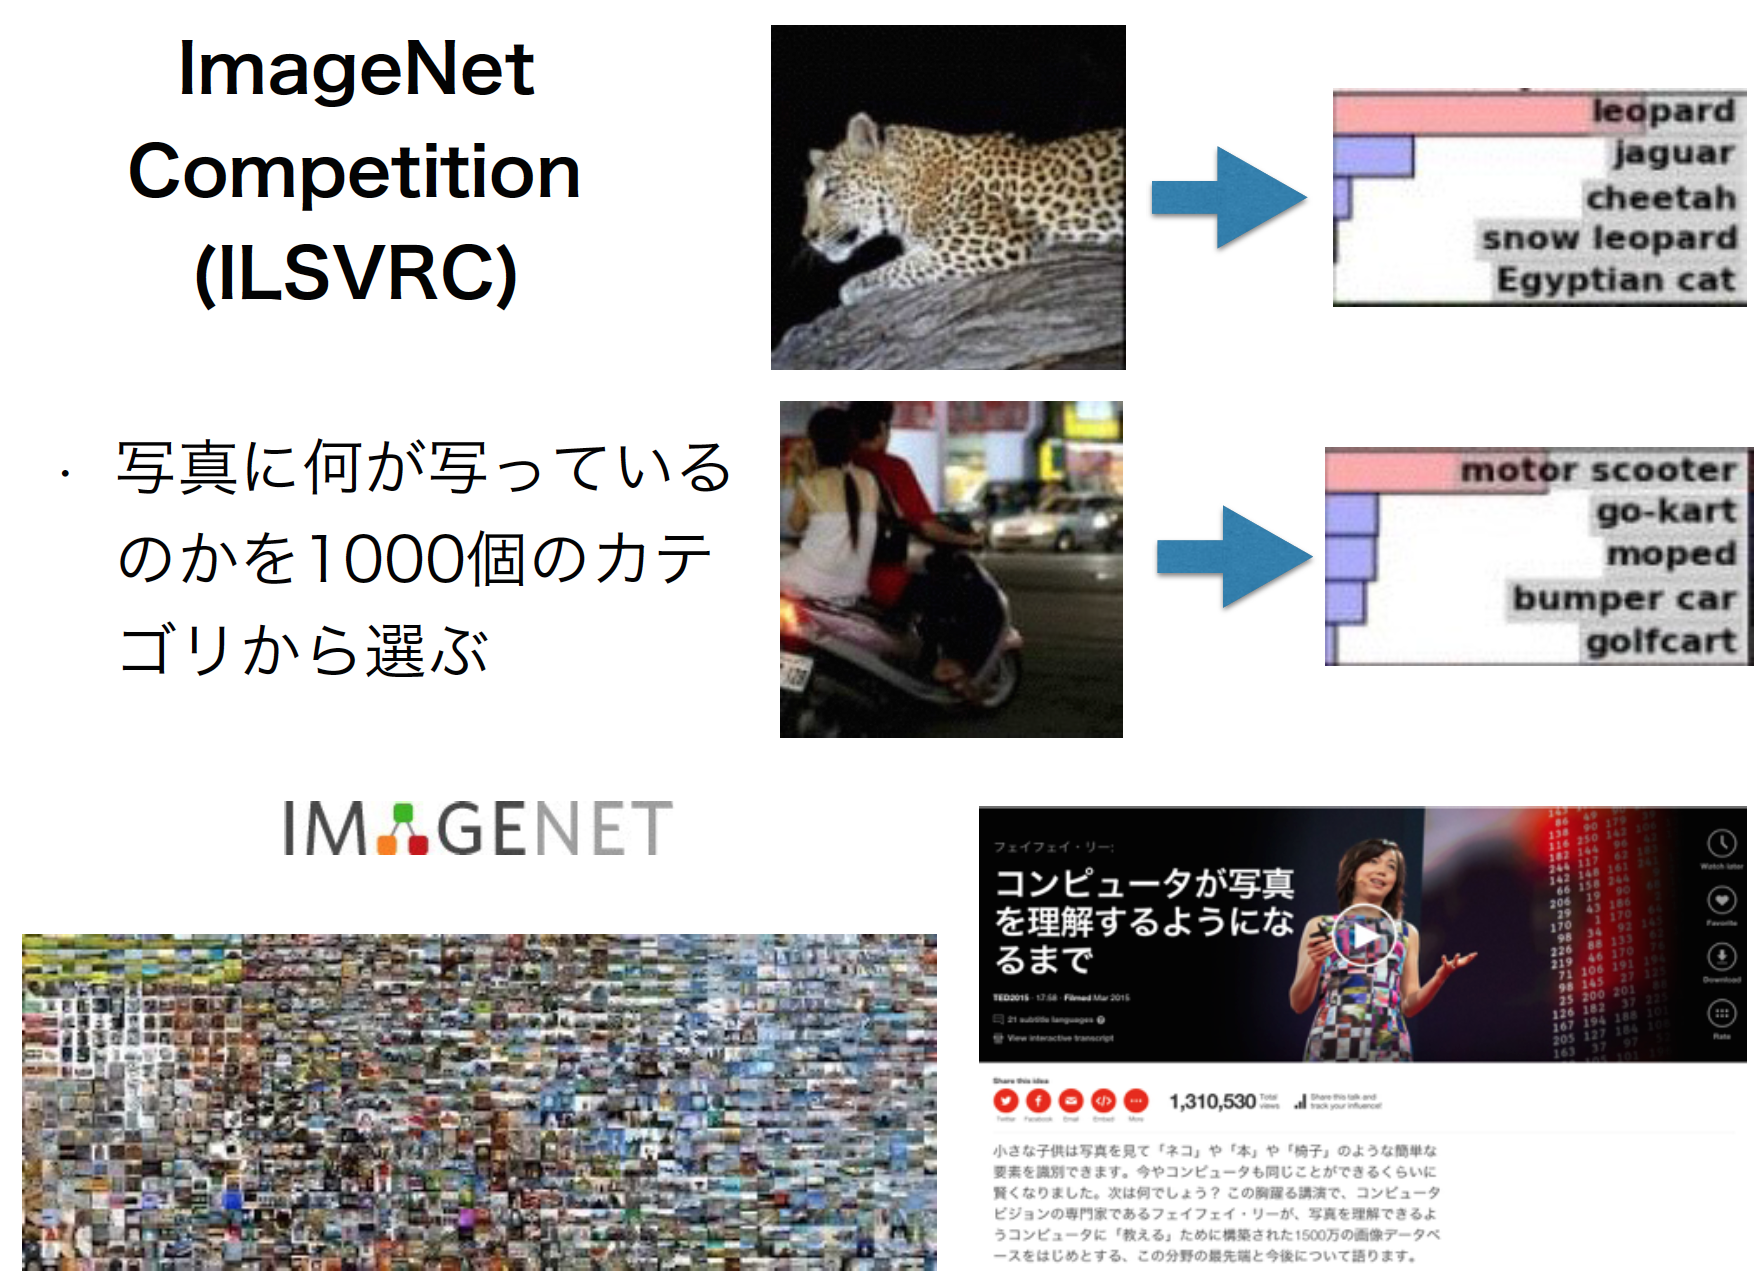 ImageNet
Competition
(ILSVRC)
・ 写真に何が写っている
のかを1000個のカテ
ゴリから選ぶ
leopard
jaguar
cheetah
snow leopard
Egyptian cat
motor scooter
go-kart
moped
bumper car
golfcart
IMAGENET
フェイフェイ・リー:
コンピュータが写真
を理解するようにな
るまで
TED2015 · 17:58 · Filmed Mar 2015
21 subtitle languages
View interactive transcript
Watch later
Favorite
Download
Rate
Share this idea
Twitter
Facebook
Email
Embed
More
1,310,530 Total views
Share this talk and
track your influence!
小さな子供は写真を見て「ネコ」や「本」や「椅子」のような簡単な
要素を識別できます。今やコンピュータも同じことができるくらいに
賢くなりました。次は何でしょう？ この胸躍る講演で、コンピュータ
ビジョンの専門家であるフェイフェイ・リーが、写真を理解できるよ
うコンピュータに「教える」ために構築された1500万の画像データベ
ースをはじめとする、この分野の最先端と今後について語ります。